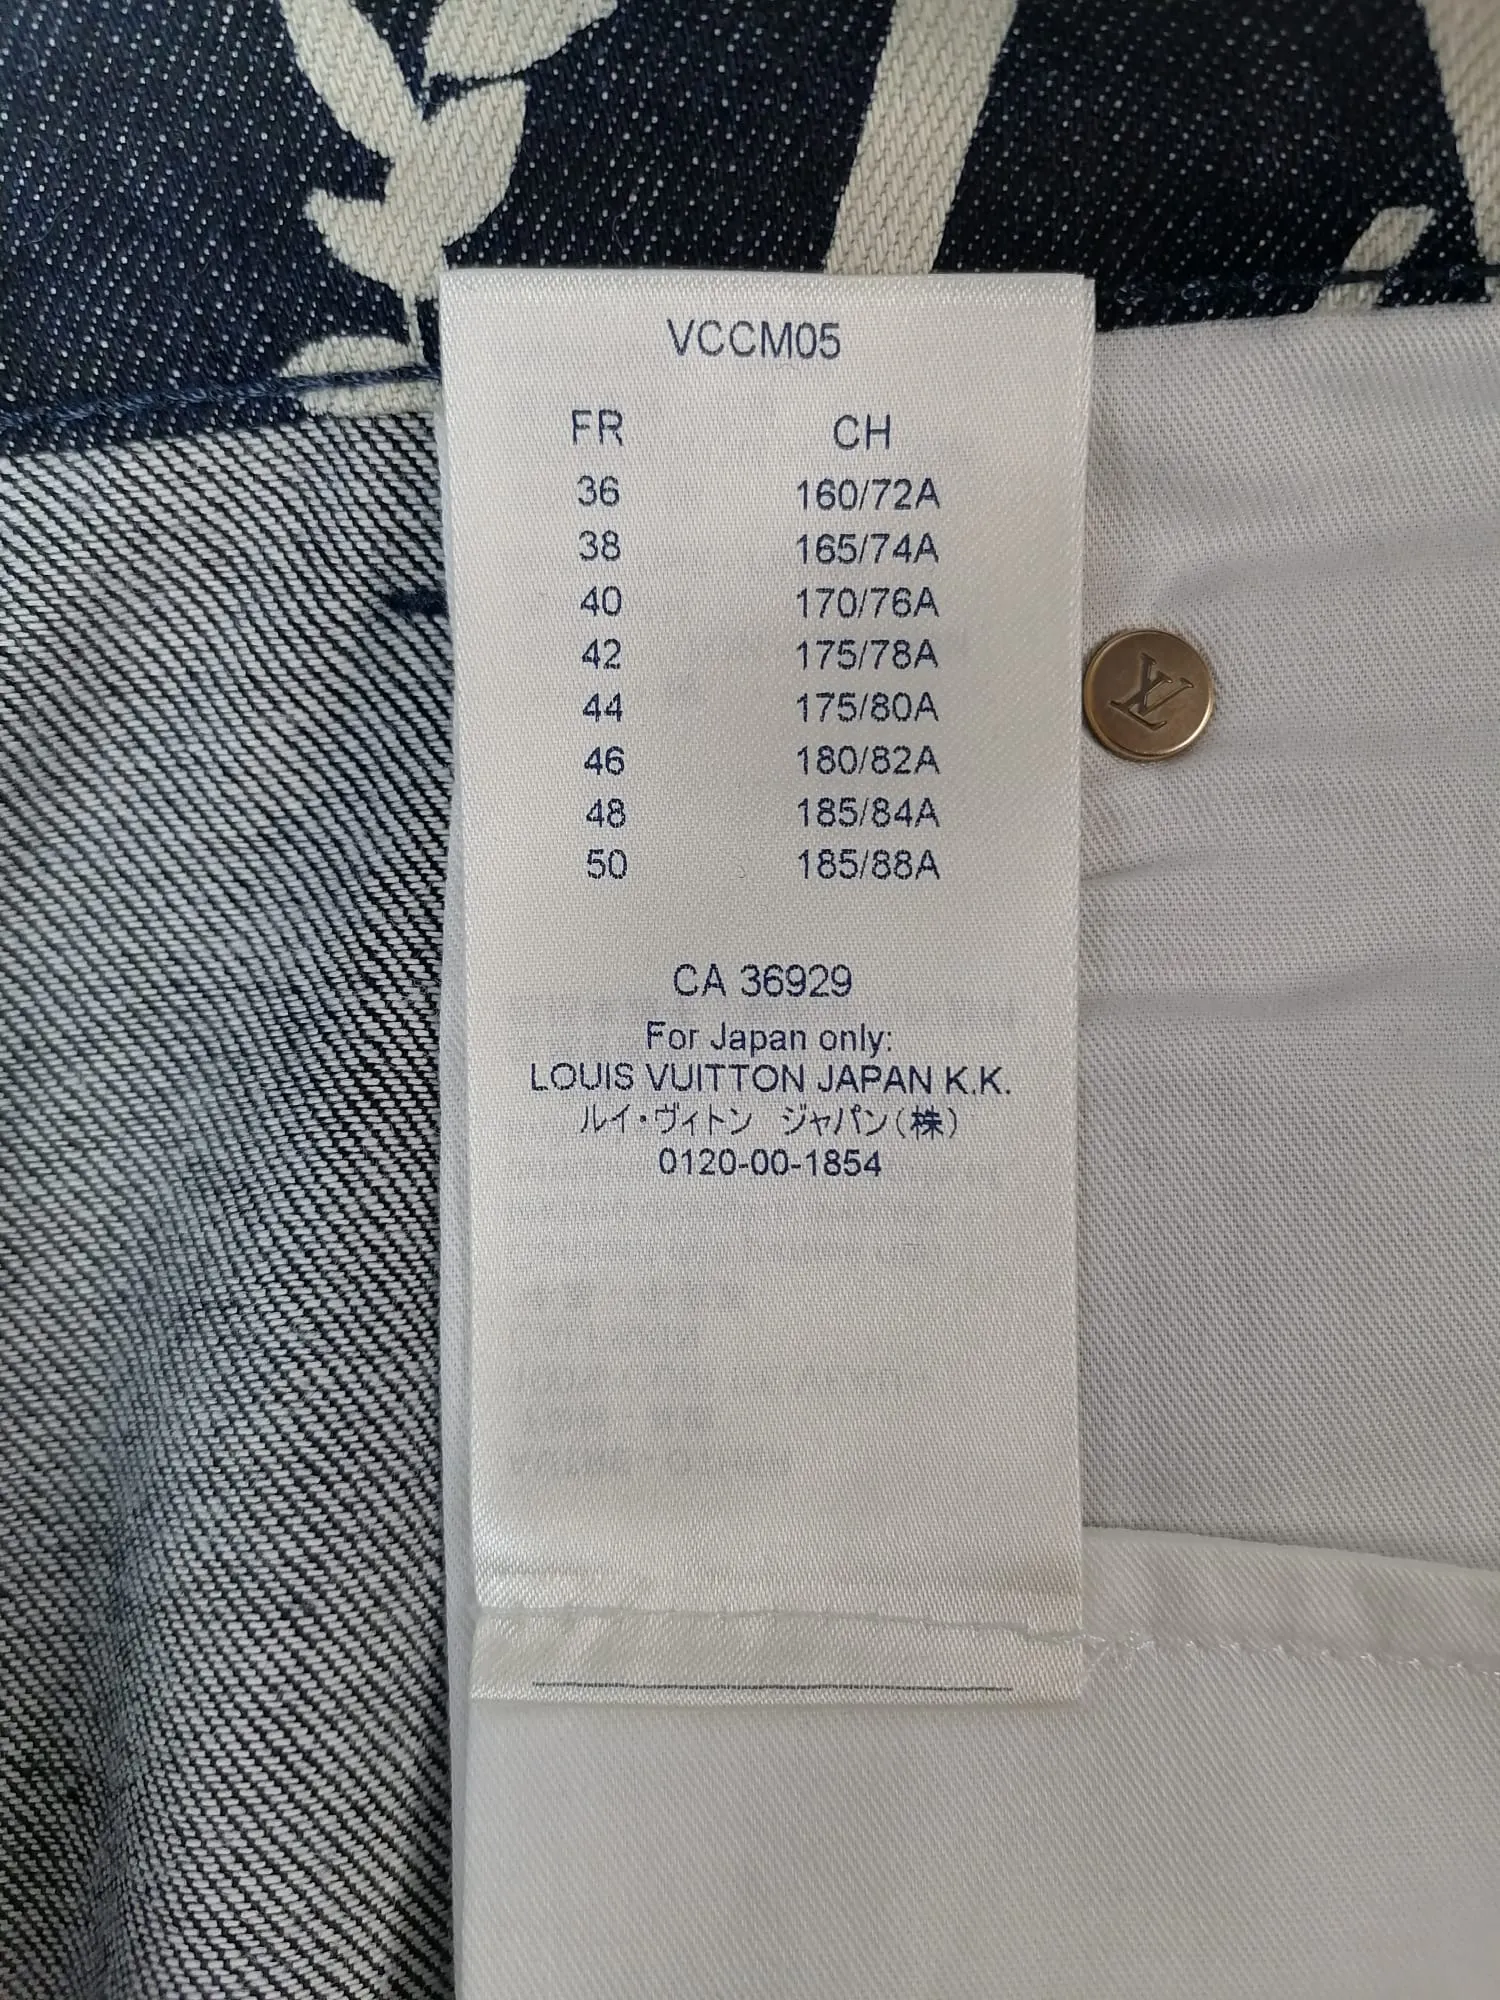 VCCM05
FR CH
36 160/72A
38 165/74A
40 170/76A
42 175/78A
44 175/80A
46 180/82A
48 185/84A
50 185/88A
CA 36929
For Japan only:
LOUIS VUITTON JAPAN K.K.
ルイ・ヴィトン ジャパン(株)
0120-00-1854
LV